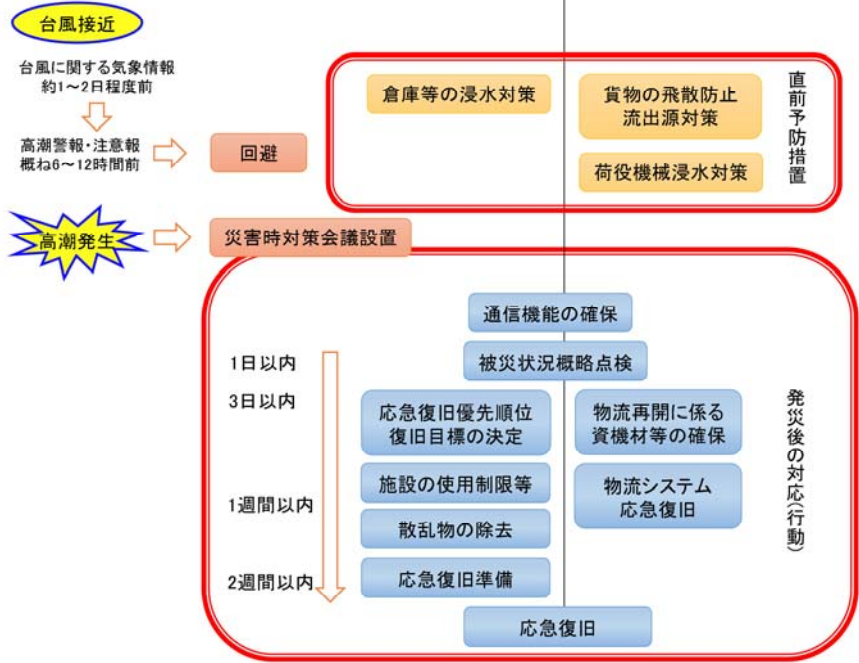 台風接近
台風に関する気象情報
約1~2日程度前
高潮警報・注意報
概ね6~12時間前
回避
倉庫等の浸水対策
貨物の飛散防止
流出源対策
荷役機械浸水対策
直前予防措置
高潮発生
災害時対策会議設置
通信機能の確保
1日以内
被災状況概略点検
3日以内
応急復旧優先順位
復旧目標の決定
物流再開に係る
資機材等の確保
施設の使用制限等
物流システム
応急復旧
1週間以内
散乱物の除去
2週間以内
応急復旧準備
応急復旧
発災後の対応(行動)